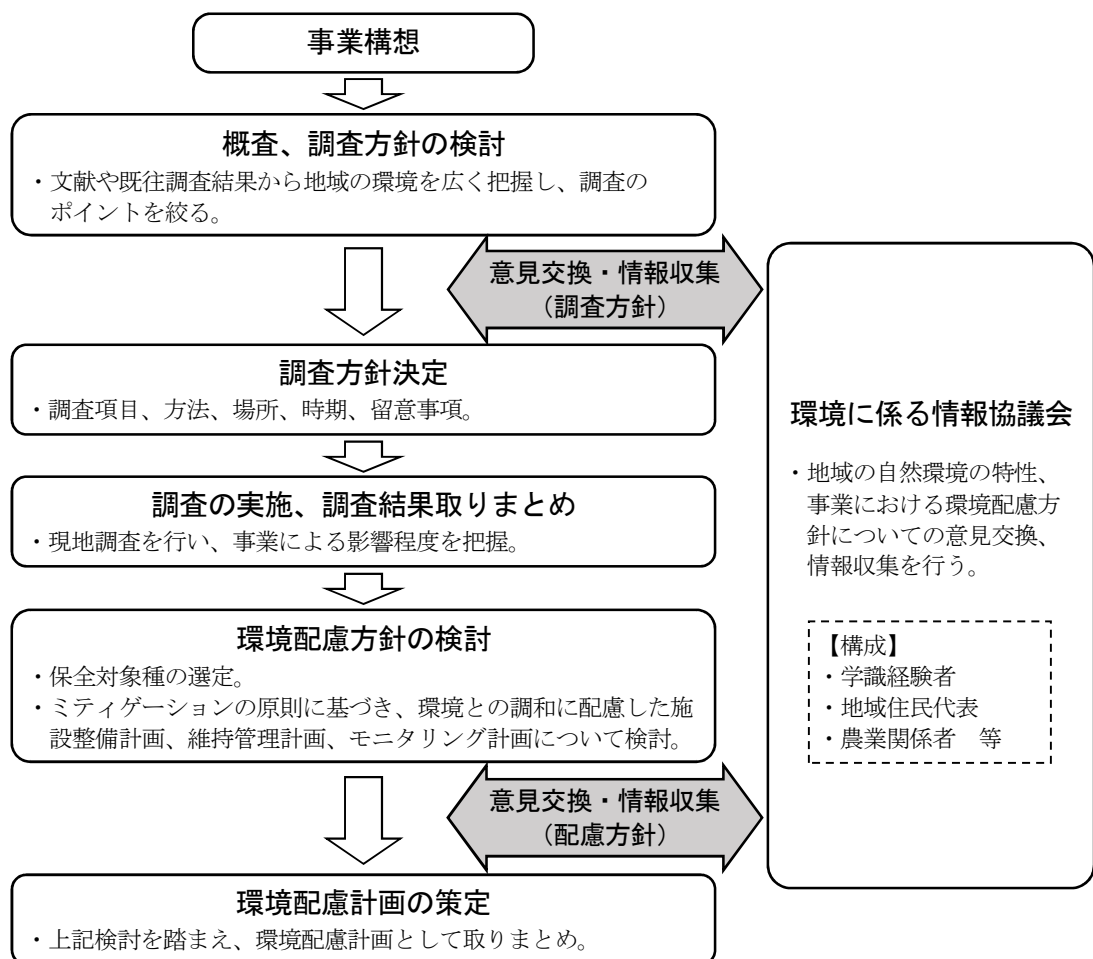 事業構想
概査、調査方針の検討
・文献や既往調査結果から地域の環境を広く把握し、調査の
ポイントを絞る。
意見交換・情報収集
（調査方針）
調査方針決定
・調査項目、方法、場所、時期、留意事項。
調査の実施、調査結果取りまとめ
・現地調査を行い、事業による影響程度を把握。
環境配慮方針の検討
・保全対象種の選定。
・ミティゲーションの原則に基づき、環境との調和に配慮した施
設整備計画、維持管理計画、モニタリング計画について検討。
意見交換・情報収集
（配慮方針）
環境配慮計画の策定
・上記検討を踏まえ、環境配慮計画として取りまとめ。
環境に係る情報協議会
・地域の自然環境の特性、
事業における環境配慮方
針についての意見交換、
情報収集を行う。
【構成】
・学識経験者
・地域住民代表
・農業関係者　等